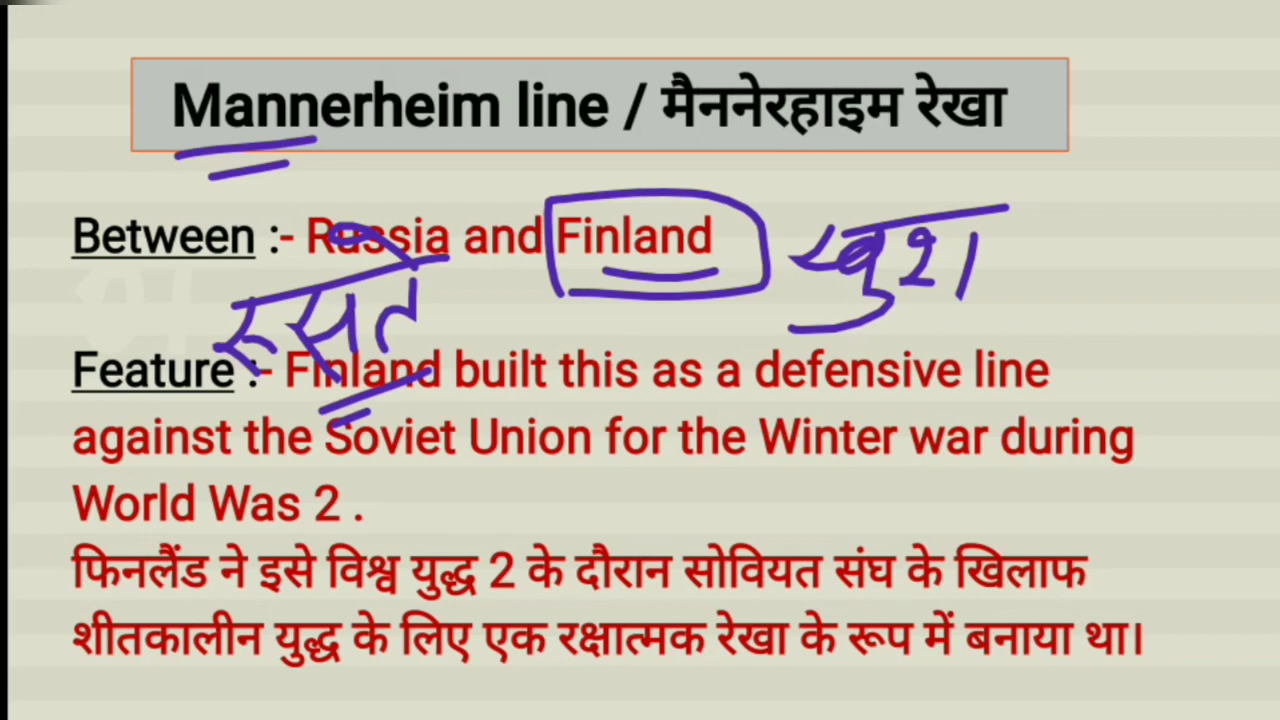 Mannerheim line / मैननेरहाइम रेखा
Between :- Russia and Finland
खुश
Feature :- Finland built this as a defensive line
against the Soviet Union for the Winter war during
World Was 2 .
फिनलैंड ने इसे विश्व युद्ध 2 के दौरान सोवियत संघ के खिलाफ
शीतकालीन युद्ध के लिए एक रक्षात्मक रेखा के रूप में बनाया था।